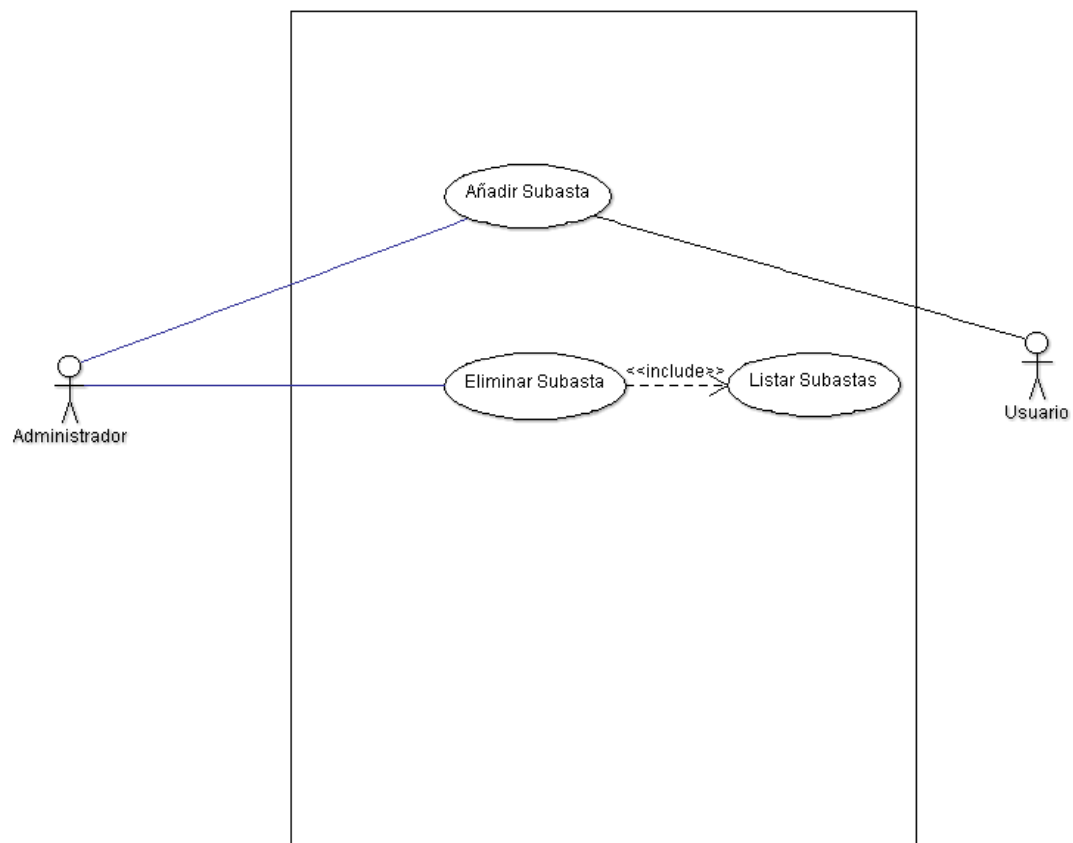 Añadir Subasta
Eliminar Subasta
<<include>>
Listar Subastas
Administrador
Usuario